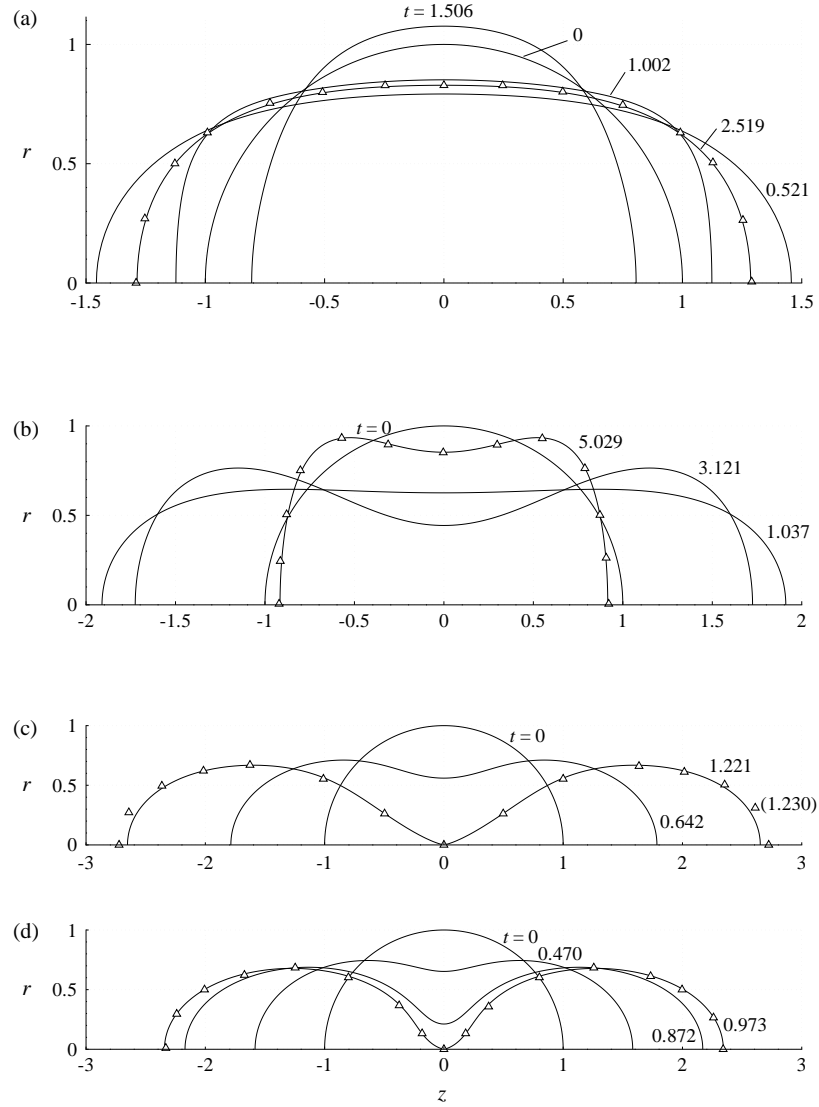 (a)
t = 1.506
0
1.002
2.519
0.521
r
1
0.5
0
-1.5 -1 -0.5 0 0.5 1 1.5
(b)
t = 0
5.029
3.121
1.037
r
1
0.5
0
-2 -1.5 -1 -0.5 0 0.5 1 1.5 2
(c)
t = 0
1.221
(1.230)
0.642
r
1
0.5
0
-3 -2 -1 0 1 2 3
(d)
t = 0
0.470
0.973
0.872
r
1
0.5
0
-3 -2 -1 0 1 2 3
z